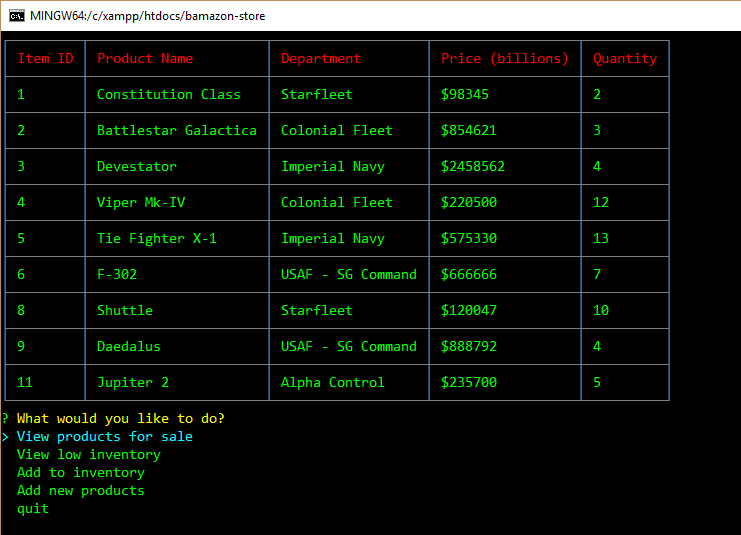 MINGW64:/c/xampp/htdocs/bamazon-store
Item ID Product Name Department Price (billions) Quantity
1 Constitution Class Starfleet $98345 2
2 Battlestar Galactica Colonial Fleet $854621 3
3 Devestator Imperial Navy $2458562 4
4 Viper Mk-IV Colonial Fleet $220500 12
5 Tie Fighter X-1 Imperial Navy $575330 13
6 F-302 USAF - SG Command $666666 7
8 Shuttle Starfleet $120047 10
9 Daedalus USAF - SG Command $888792 4
11 Jupiter 2 Alpha Control $235700 5
? What would you like to do?
> View products for sale
View low inventory
Add to inventory
Add new products
quit